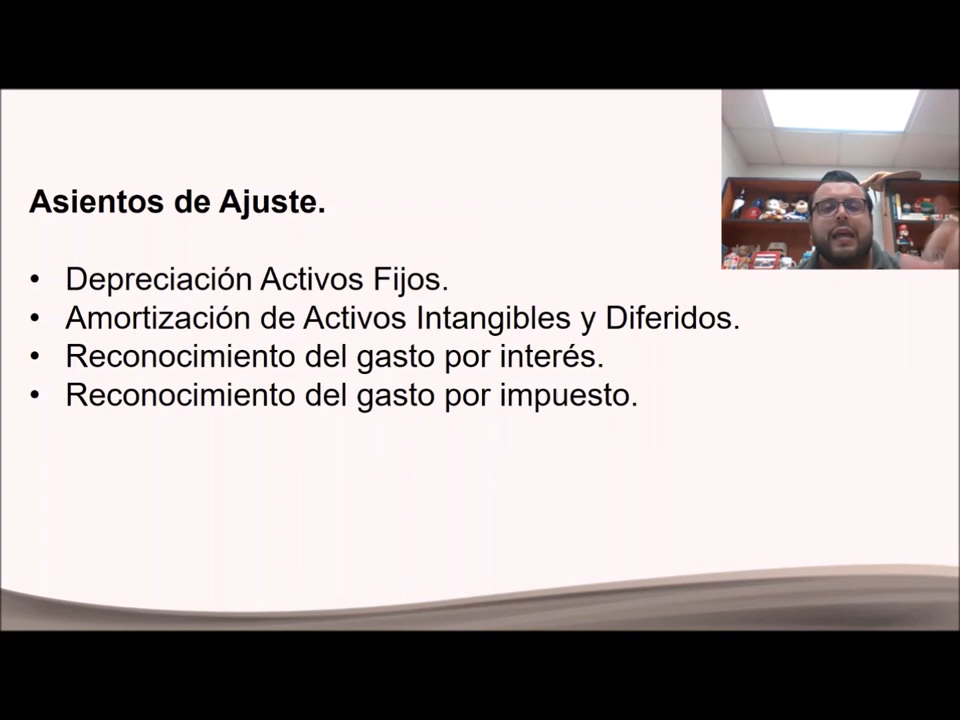 Asientos de Ajuste.
• Depreciación Activos Fijos.
• Amortización de Activos Intangibles y Diferidos.
• Reconocimiento del gasto por interés.
• Reconocimiento del gasto por impuesto.